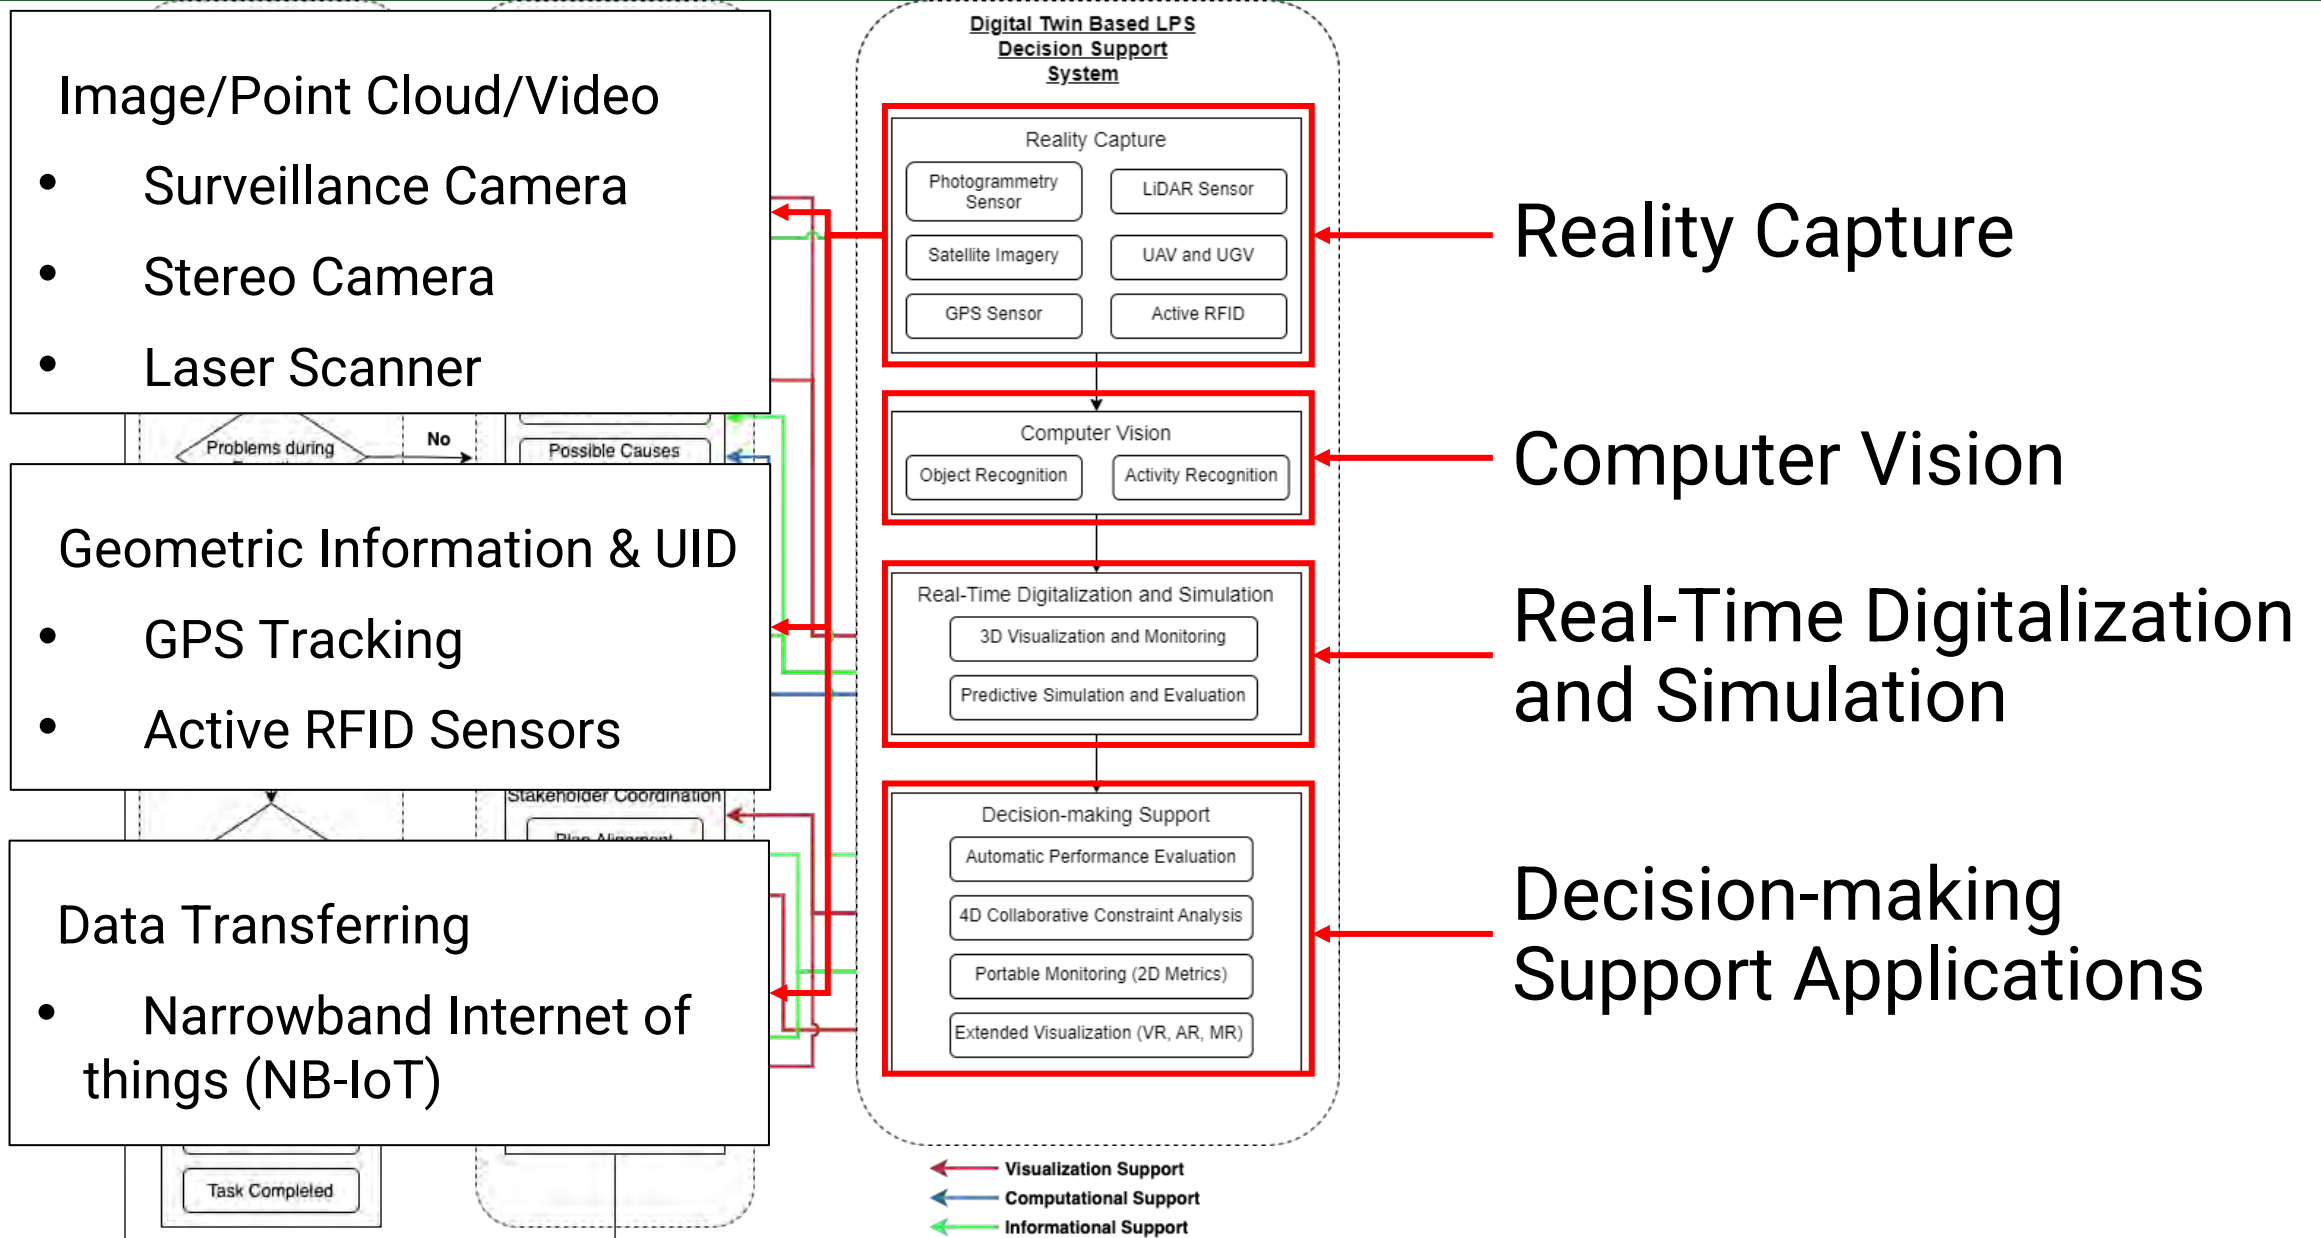 Image/Point Cloud/Video
• Surveillance Camera
• Stereo Camera
• Laser Scanner
Problems during
No
Possible Causes
Geometric Information & UID
• GPS Tracking
• Active RFID Sensors
Stakeholder Coordination
Plan Alignment
Data Transferring
• Narrowband Internet of
things (NB-IoT)
Task Completed
Digital Twin Based LPS
Decision Support
System
Reality Capture
Photogrammetry
Sensor
LiDAR Sensor
Satellite Imagery
UAV and UGV
GPS Sensor
Active RFID
Computer Vision
Object Recognition
Activity Recognition
Real-Time Digitalization and Simulation
3D Visualization and Monitoring
Predictive Simulation and Evaluation
Decision-making Support
Automatic Performance Evaluation
4D Collaborative Constraint Analysis
Portable Monitoring (2D Metrics)
Extended Visualization (VR, AR, MR)
Visualization Support
Computational Support
Informational Support
Reality Capture
Computer Vision
Real-Time Digitalization
and Simulation
Decision-making
Support Applications